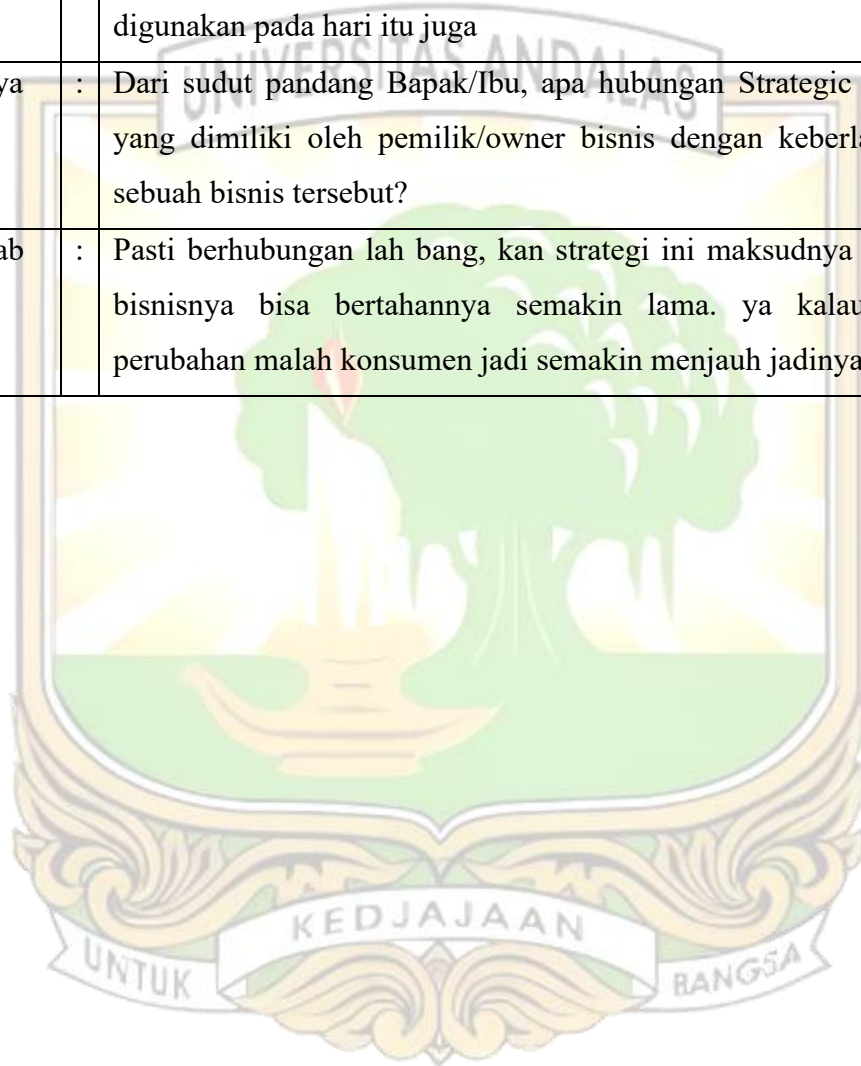 digunakan pada hari itu juga
UNIVERSITAS ANDALAS
ya : Dari sudut pandang Bapak/Ibu, apa hubungan Strategic
yang dimiliki oleh pemilik/owner bisnis dengan keberla
sebuah bisnis tersebut?
ab : Pasti berhubungan lah bang, kan strategi ini maksudnya
bisnisnya bisa bertahannya semakin lama. ya kalau
perubahan malah konsumen jadi semakin menjauh jadinya
KEDJAJAAN
UNTUK BANGSA